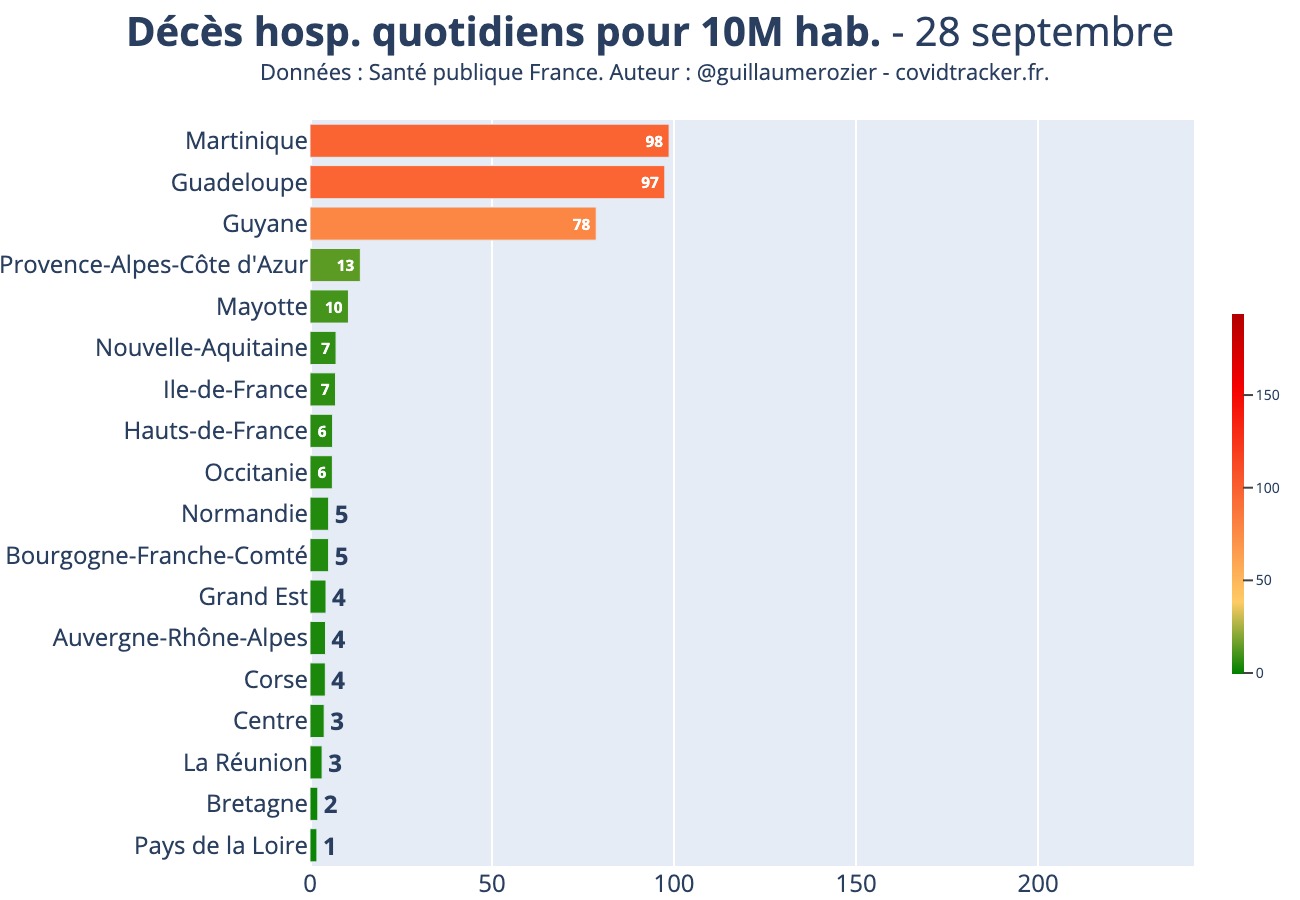 Décès hosp. quotidiens pour 10M hab. - 28 septembre
Données : Santé publique France. Auteur : @guillaumerozier - covidtracker.fr.
Martinique 98
Guadeloupe 97
Guyane 78
Provence-Alpes-Côte d'Azur 13
Mayotte 10
Nouvelle-Aquitaine 7
Ile-de-France 7
Hauts-de-France 6
Occitanie 6
Normandie 5
Bourgogne-Franche-Comté 5
Grand Est 4
Auvergne-Rhône-Alpes 4
Corse 4
Centre 3
La Réunion 3
Bretagne 2
Pays de la Loire 1
0 50 100 150 200
150
100
50
0